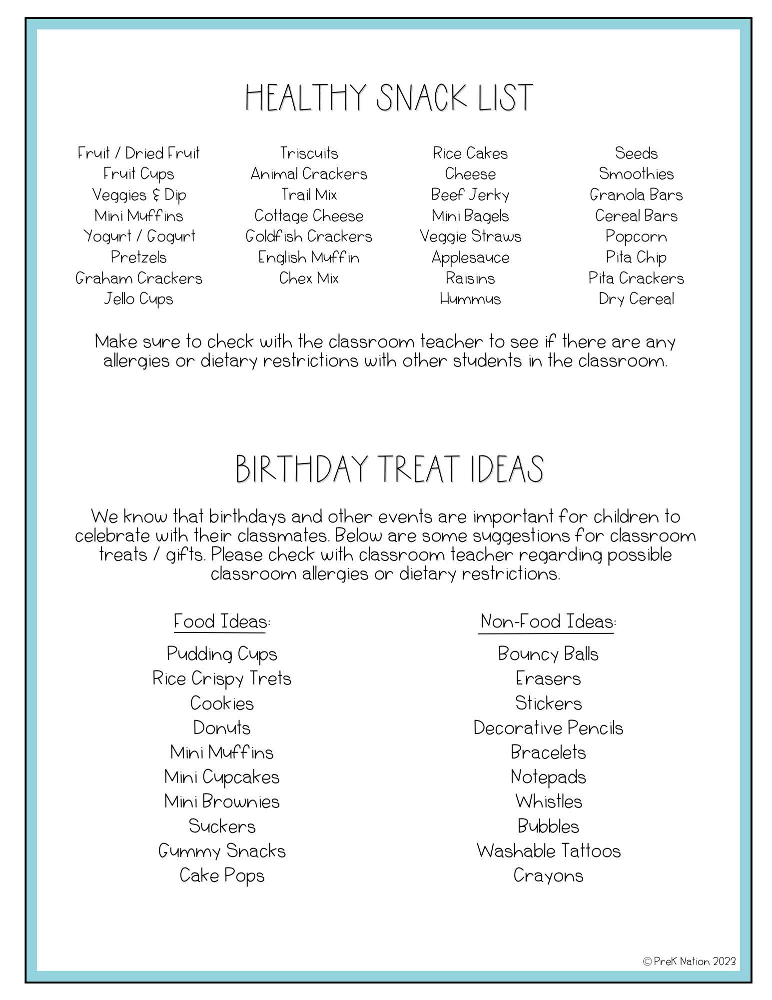 HEALTHY SNACK LIST
Fruit / Dried Fruit
Fruit Cups
Veggies & Dip
Mini Muffins
Yogurt / Gogurt
Pretzels
Graham Crackers
Jello Cups
Triscuits
Animal Crackers
Trail Mix
Cottage Cheese
Goldfish Crackers
English Muffin
Chex Mix
Rice Cakes
Cheese
Beef Jerky
Mini Bagels
Veggie Straws
Applesauce
Raisins
Hummus
Seeds
Smoothies
Granola Bars
Cereal Bars
Popcorn
Pita Chip
Pita Crackers
Dry Cereal
Make sure to check with the classroom teacher to see if there are any
allergies or dietary restrictions with other students in the classroom.
BIRTHDAY TREAT IDEAS
We know that birthdays and other events are important for children to
celebrate with their classmates. Below are some suggestions for classroom
treats / gifts. Please check with classroom teacher regarding possible
classroom allergies or dietary restrictions.
Food Ideas:
Pudding Cups
Rice Crispy Trets
Cookies
Donuts
Mini Muffins
Mini Cupcakes
Mini Brownies
Suckers
Gummy Snacks
Cake Pops
Non-Food Ideas:
Bouncy Balls
Erasers
Stickers
Decorative Pencils
Bracelets
Notepads
Whistles
Bubbles
Washable Tattoos
Crayons
©PreK Nation 2023